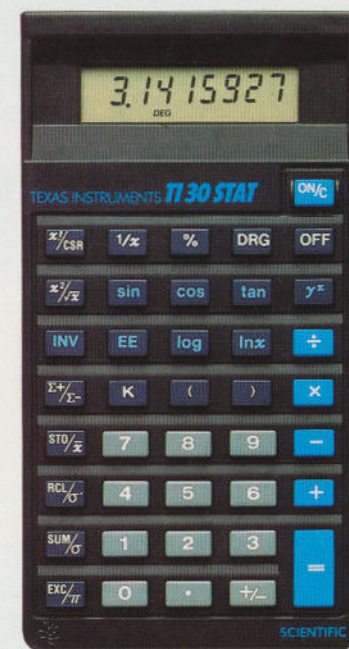 3.1415927
DEG
TEXAS INSTRUMENTS TI 30 STAT ON/C
CSR 1/x % DRG OFF
x²/√x sin cos tan yˣ
INV EE log lnx ÷
Σ+/Σ- K ( ) ×
STO/x̄ 7 8 9 −
RCL/σ 4 5 6 +
SUM/σ 1 2 3 =
EXC/π 0 . +/−
SCIENTIFIC